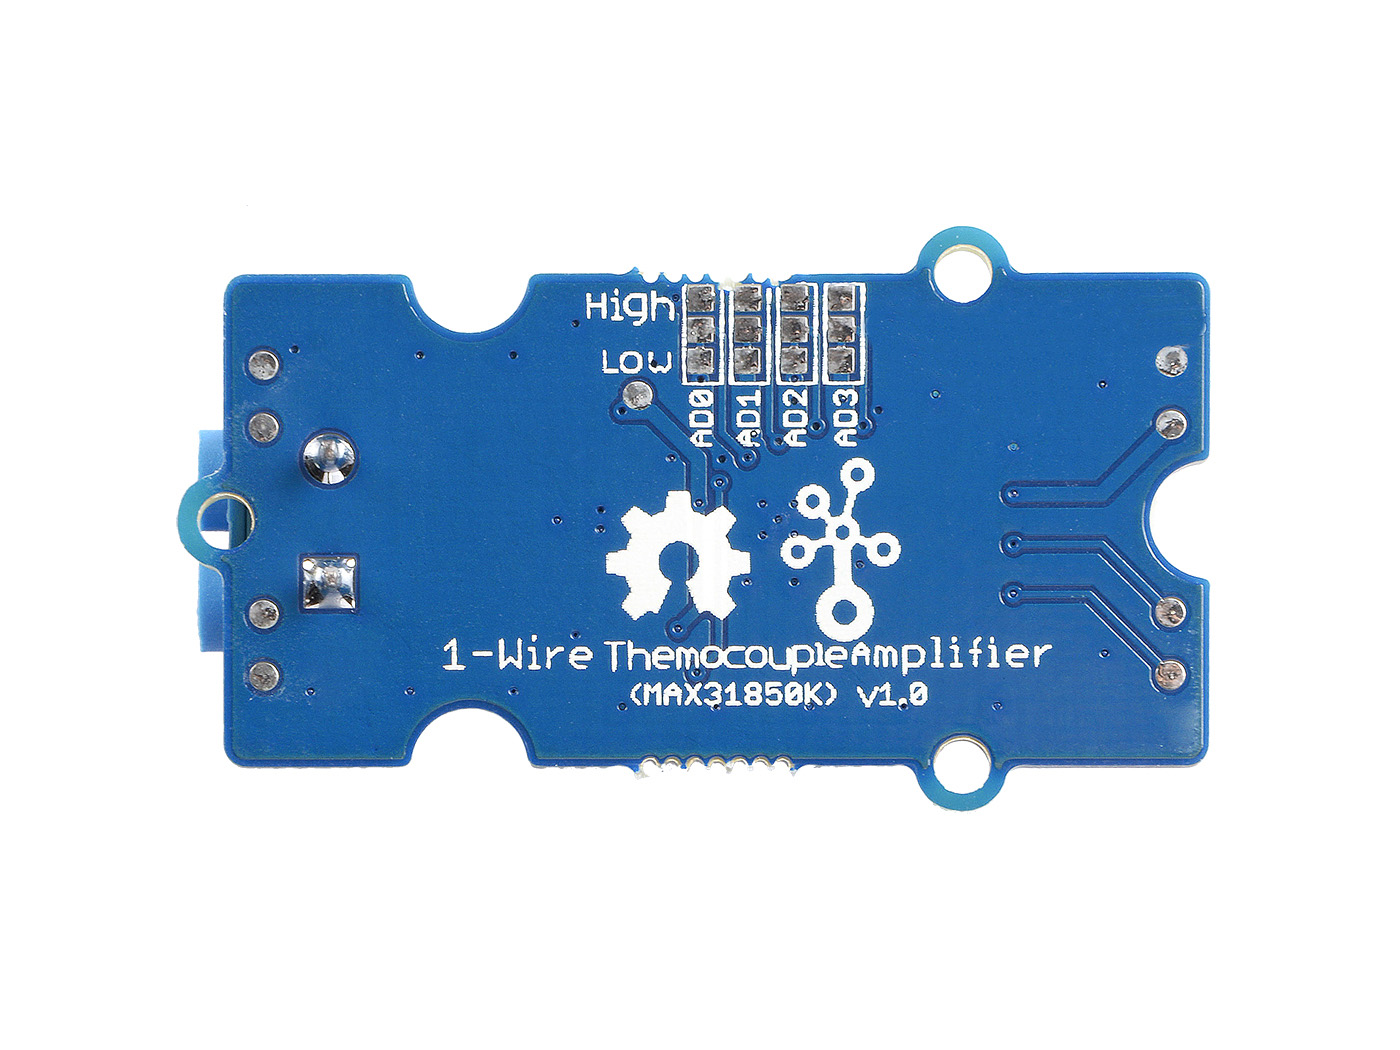 High
Low
AD0 AD1 AD2 AD3
1-Wire ThemocoupleAmplifier
(MAX31850K) v1.0